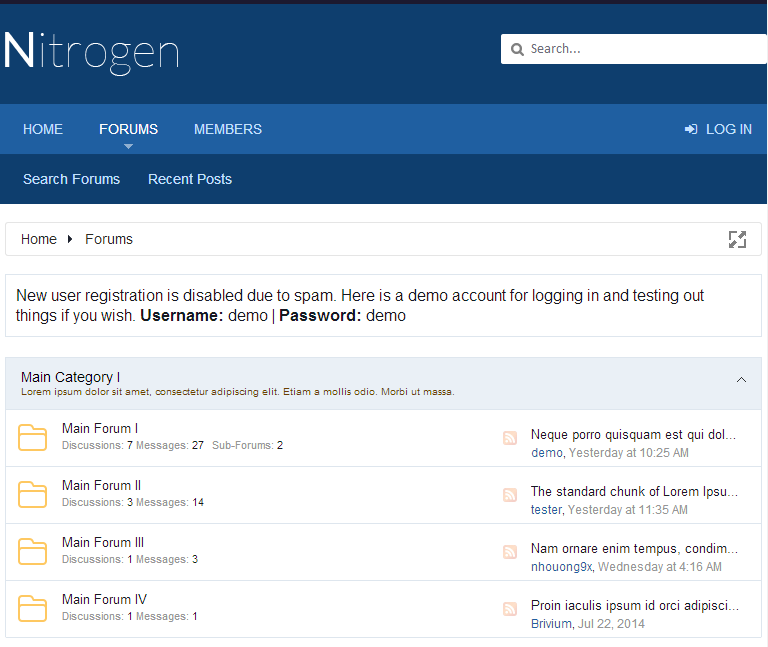 Nitrogen
Search...
HOME FORUMS MEMBERS LOG IN
Search Forums Recent Posts
Home Forums
New user registration is disabled due to spam. Here is a demo account for logging in and testing out
things if you wish. Username: demo | Password: demo
Main Category I
Lorem ipsum dolor sit amet, consectetur adipiscing elit. Etiam a mollis odio. Morbi ut massa.
Main Forum I
Discussions: 7 Messages: 27 Sub-Forums: 2
Neque porro quisquam est qui dol...
demo, Yesterday at 10:25 AM
Main Forum II
Discussions: 3 Messages: 14
The standard chunk of Lorem Ipsu...
tester, Yesterday at 11:35 AM
Main Forum III
Discussions: 1 Messages: 3
Nam ornare enim tempus, condim...
nhouong9x, Wednesday at 4:16 AM
Main Forum IV
Discussions: 1 Messages: 1
Proin iaculis ipsum id orci adipisci...
Brivium, Jul 22, 2014